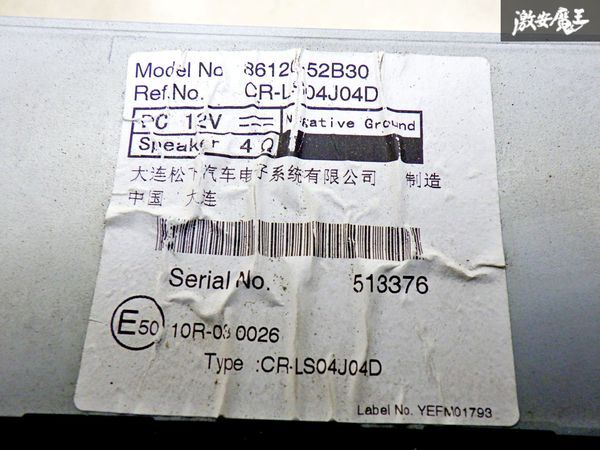 激安魔王
Model No. 86120-52B30
Ref.No. CR-LS04J04D
DC 12V Negative Ground
Speaker 4Ω
大连松下汽车电子系统有限公司 制造
中国 大连
Serial No. 513376
E50 10R-03 0026
Type :CR-LS04J04D
Label No. YEFM01793